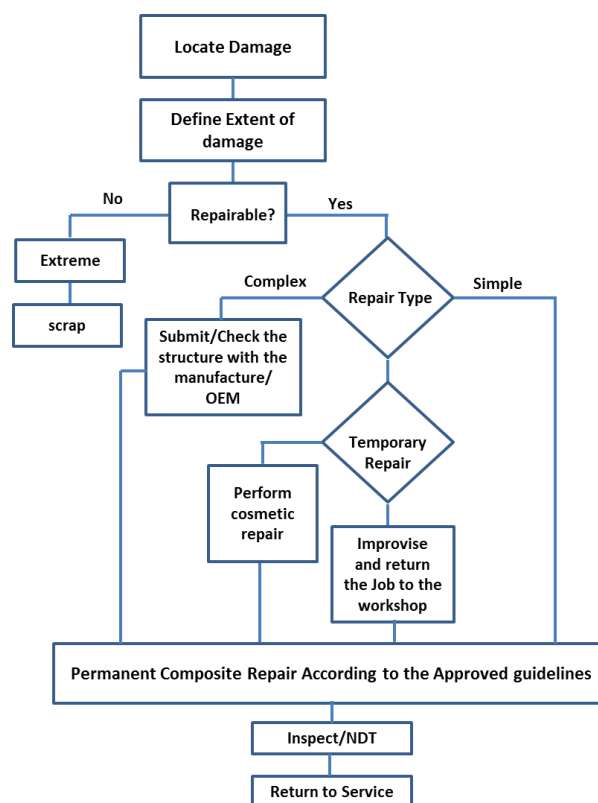 Locate Damage
Define Extent of
damage
Repairable?
No
Yes
Extreme
scrap
Repair Type
Complex
Simple
Submit/Check the
structure with the
manufacture/
OEM
Temporary
Repair
Perform
cosmetic
repair
Improvise
and return
the Job to the
workshop
Permanent Composite Repair According to the Approved guidelines
Inspect/NDT
Return to Service